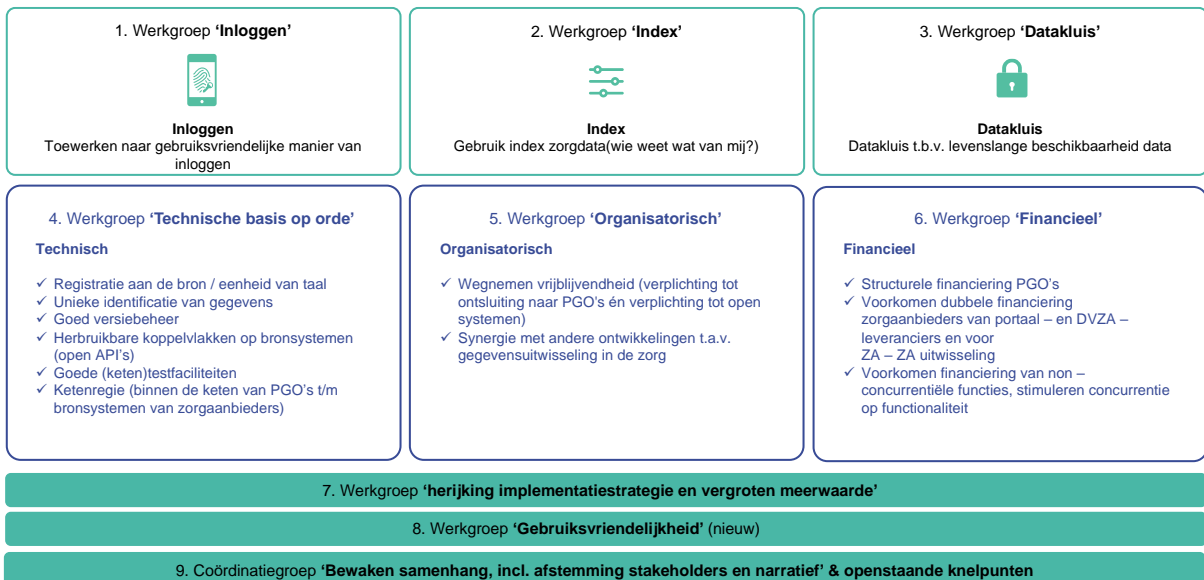 1. Werkgroep ‘Inloggen’
Inloggen
Toewerken naar gebruiksvriendelijke manier van
inloggen
2. Werkgroep ‘Index’
Index
Gebruik index zorgdata(wie weet wat van mij?)
3. Werkgroep ‘Datakluis’
Datakluis
Datakluis t.b.v. levenslange beschikbaarheid data
4. Werkgroep ‘Technische basis op orde’
Technisch
✓ Registratie aan de bron / eenheid van taal
✓ Unieke identificatie van gegevens
✓ Goed versiebeheer
✓ Herbruikbare koppelvlakken op bronsystemen
(open API’s)
✓ Goede (keten)testfaciliteiten
✓ Ketenregie (binnen de keten van PGO’s t/m
bronsystemen van zorgaanbieders)
5. Werkgroep ‘Organisatorisch’
Organisatorisch
✓ Wegnemen vrijblijvendheid (verplichting tot
ontsluiting naar PGO’s én verplichting tot open
systemen)
✓ Synergie met andere ontwikkelingen t.a.v.
gegevensuitwisseling in de zorg
6. Werkgroep ‘Financieel’
Financieel
✓ Structurele financiering PGO’s
✓ Voorkomen dubbele financiering
zorgaanbieders van portaal – en DVZA –
leveranciers en voor
ZA – ZA uitwisseling
✓ Voorkomen financiering van non –
concurrentiële functies, stimuleren concurrentie
op functionaliteit
7. Werkgroep ‘herijking implementatiestrategie en vergroten meerwaarde’
8. Werkgroep ‘Gebruiksvriendelijkheid’ (nieuw)
9. Coördinatiegroep ‘Bewaken samenhang, incl. afstemming stakeholders en narratief’ & openstaande knelpunten